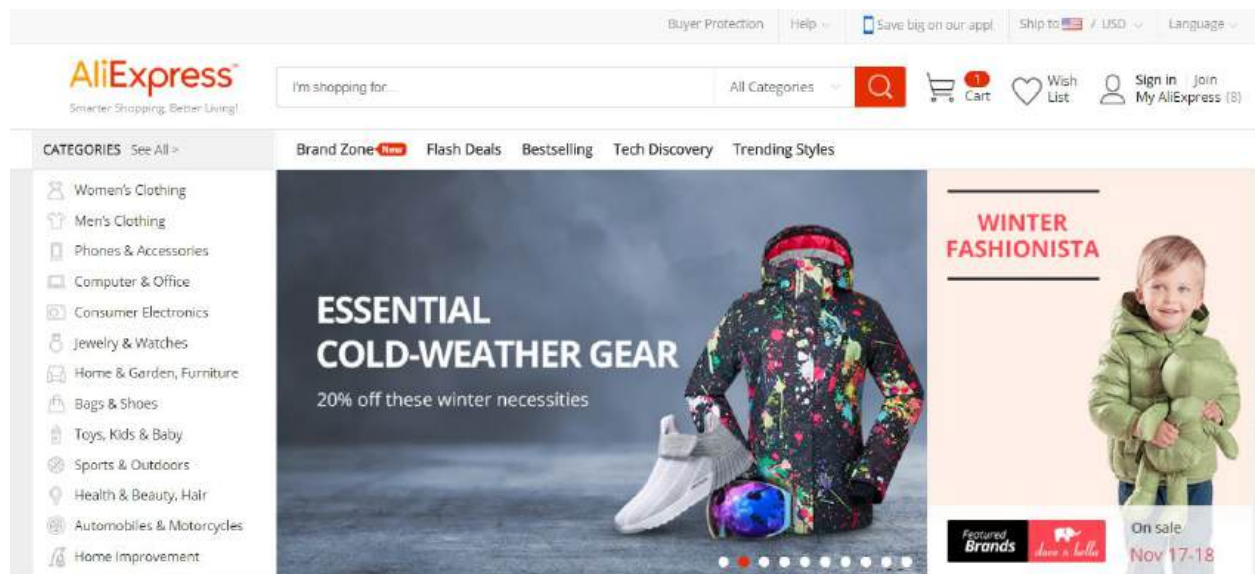 Buyer Protection Help Save big on our app! Ship to / USD Language
AliExpress™
Smarter Shopping, Better Living!
I'm shopping for...
All Categories
1
Cart
Wish
List
Sign in Join
My AliExpress (8)
CATEGORIES See All >
Brand Zone New Flash Deals Bestselling Tech Discovery Trending Styles
Women's Clothing
Men's Clothing
Phones & Accessories
Computer & Office
Consumer Electronics
Jewelry & Watches
Home & Garden, Furniture
Bags & Shoes
Toys, Kids & Baby
Sports & Outdoors
Health & Beauty, Hair
Automobiles & Motorcycles
Home Improvement
ESSENTIAL
COLD-WEATHER GEAR
20% off these winter necessities
WINTER
FASHIONISTA
Featured
Brands
dave n bella
On sale
Nov 17-18